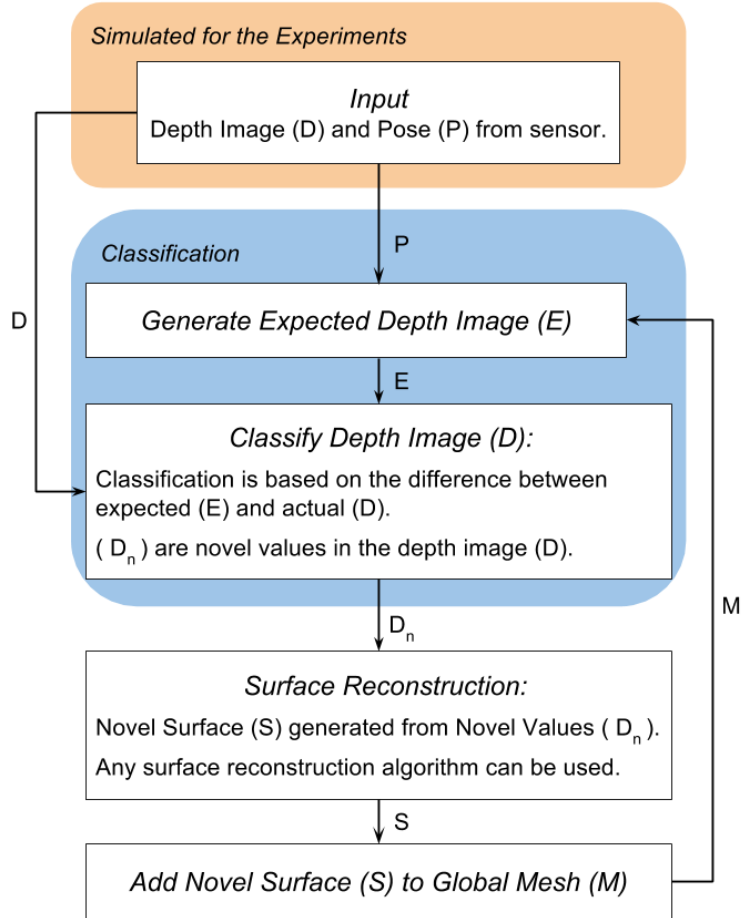 Simulated for the Experiments
Input
Depth Image (D) and Pose (P) from sensor.
P
Classification
D
Generate Expected Depth Image (E)
E
Classify Depth Image (D):
Classification is based on the difference between
expected (E) and actual (D).
( Dn ) are novel values in the depth image (D).
M
Dn
Surface Reconstruction:
Novel Surface (S) generated from Novel Values ( Dn ).
Any surface reconstruction algorithm can be used.
S
Add Novel Surface (S) to Global Mesh (M)